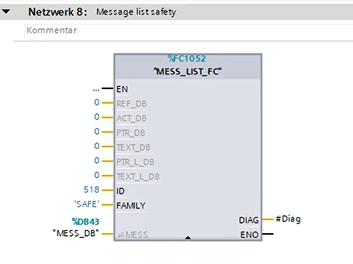 Netzwerk 8: Message list safety
Kommentar
%FC1052
"MESS_LIST_FC"
... EN
0 REF_DB
0 ACT_DB
0 PTR_DB
0 TEXT_DB
0 PTR_L_DB
0 TEXT_L_DB
518 ID
'SAFE' FAMILY
%DB43
DIAG #Diag
"MESS_DB" MESS
ENO